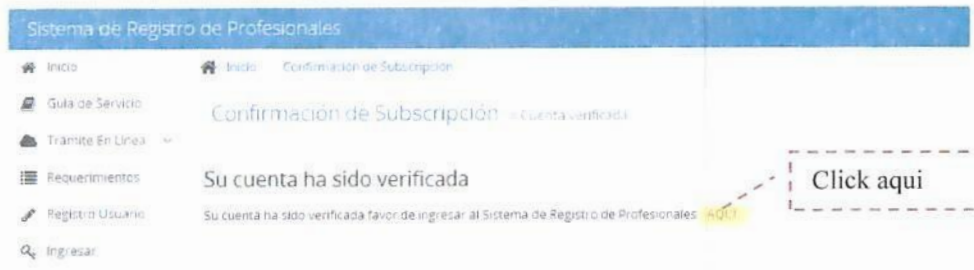 Sistema de Registro de Profesionales
Inicio
Guía de Servicio
Trámite En Línea
Requerimientos
Registro Usuario
Ingresar
Inicio Confirmación de Subscripción
Confirmación de Subscripción » Cuenta verificada
Su cuenta ha sido verificada
Su cuenta ha sido verificada favor de ingresar al Sistema de Registro de Profesionales AQUI
Click aqui